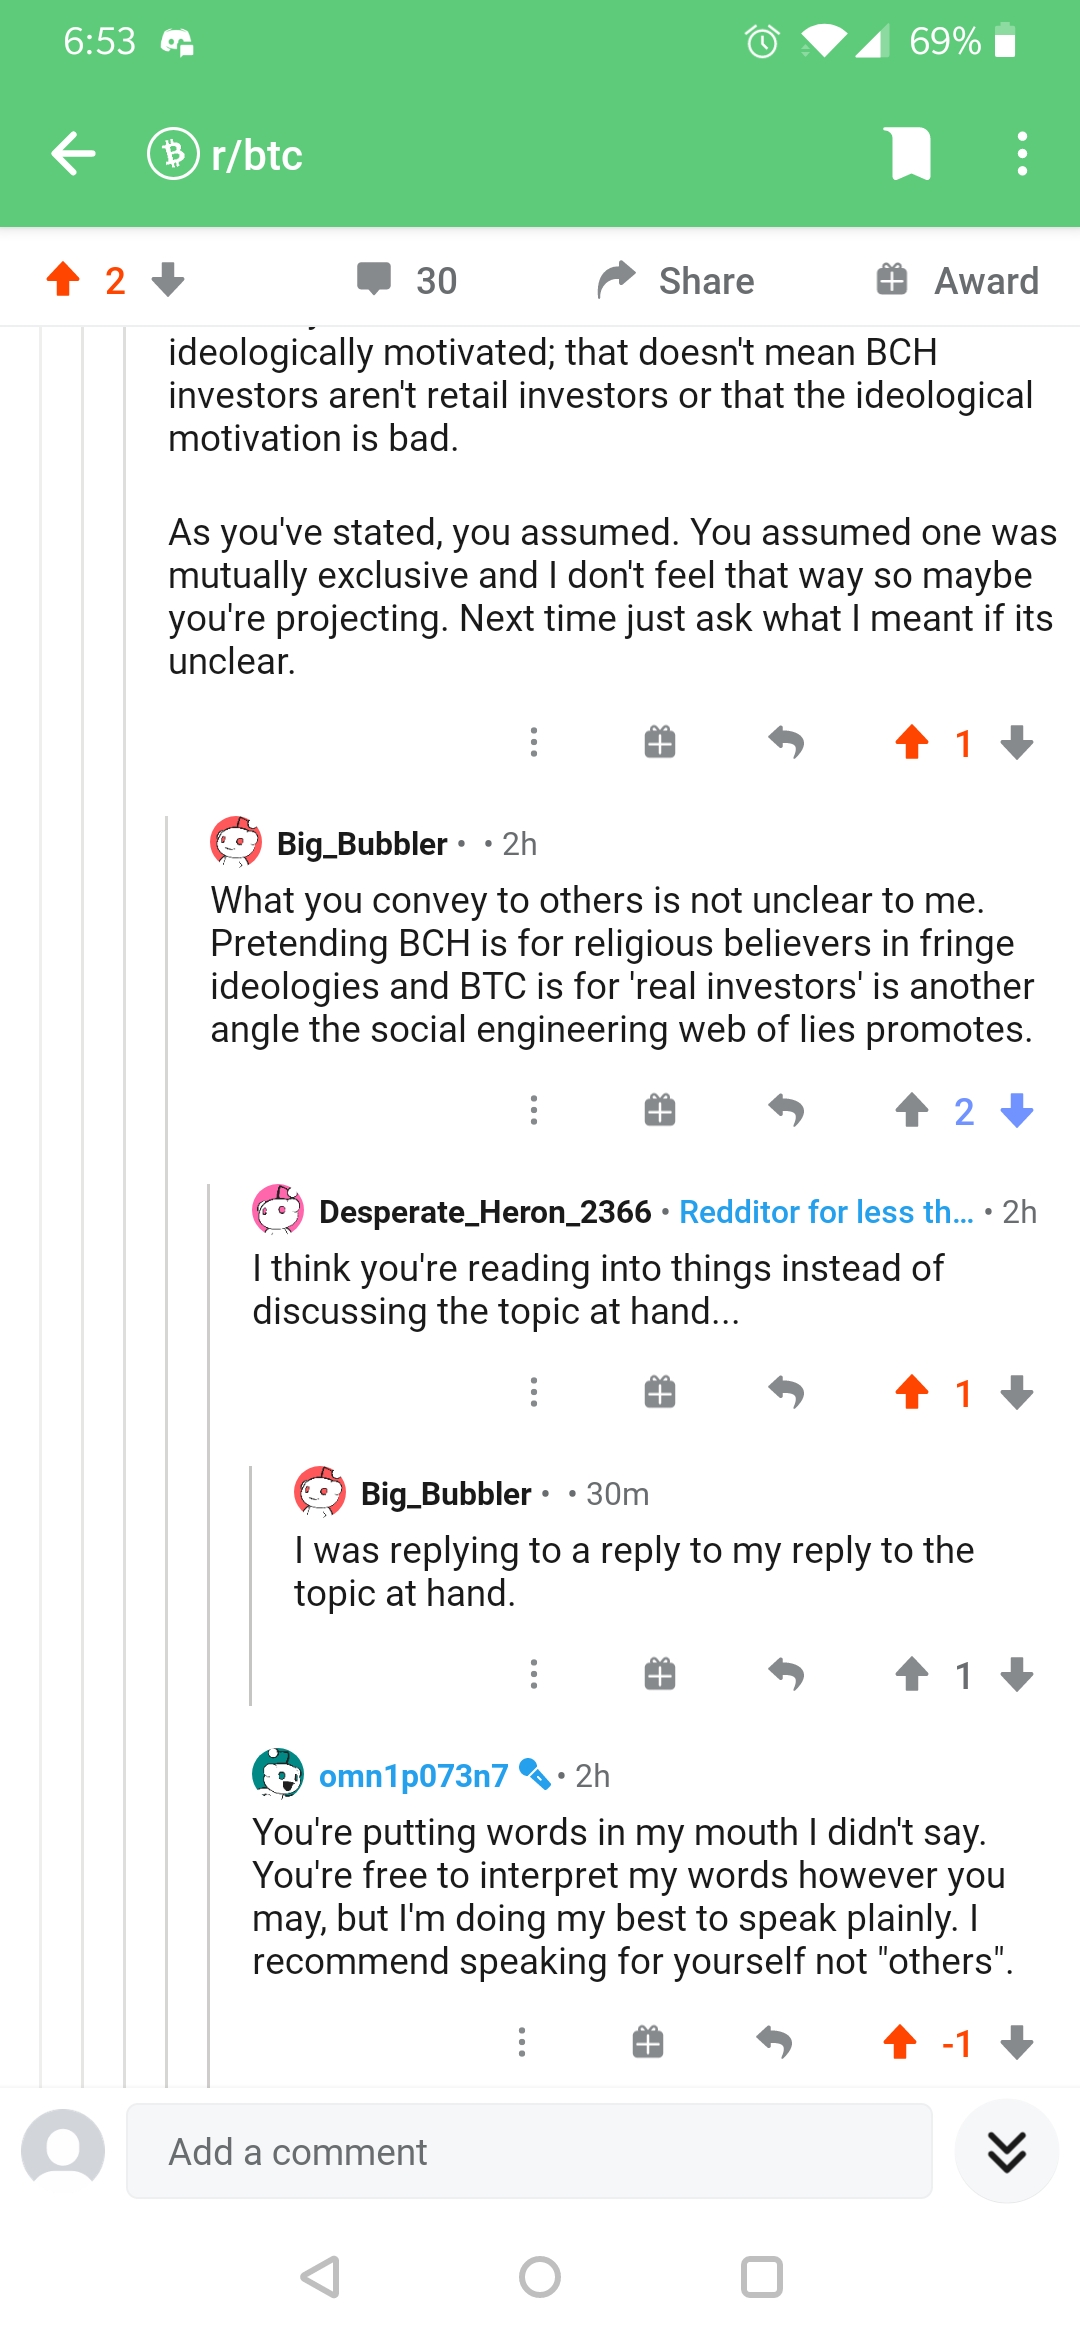 6:53
69%
r/btc
2
30
Share
Award
ideologically motivated; that doesn't mean BCH
investors aren't retail investors or that the ideological
motivation is bad.
As you've stated, you assumed. You assumed one was
mutually exclusive and I don't feel that way so maybe
you're projecting. Next time just ask what I meant if its
unclear.
1
Big_Bubbler • • 2h
What you convey to others is not unclear to me.
Pretending BCH is for religious believers in fringe
ideologies and BTC is for 'real investors' is another
angle the social engineering web of lies promotes.
2
Desperate_Heron_2366 • Redditor for less th... • 2h
I think you're reading into things instead of
discussing the topic at hand...
1
Big_Bubbler • • 30m
I was replying to a reply to my reply to the
topic at hand.
1
omn1p073n7 • 2h
You're putting words in my mouth I didn't say.
You're free to interpret my words however you
may, but I'm doing my best to speak plainly. I
recommend speaking for yourself not "others".
-1
Add a comment